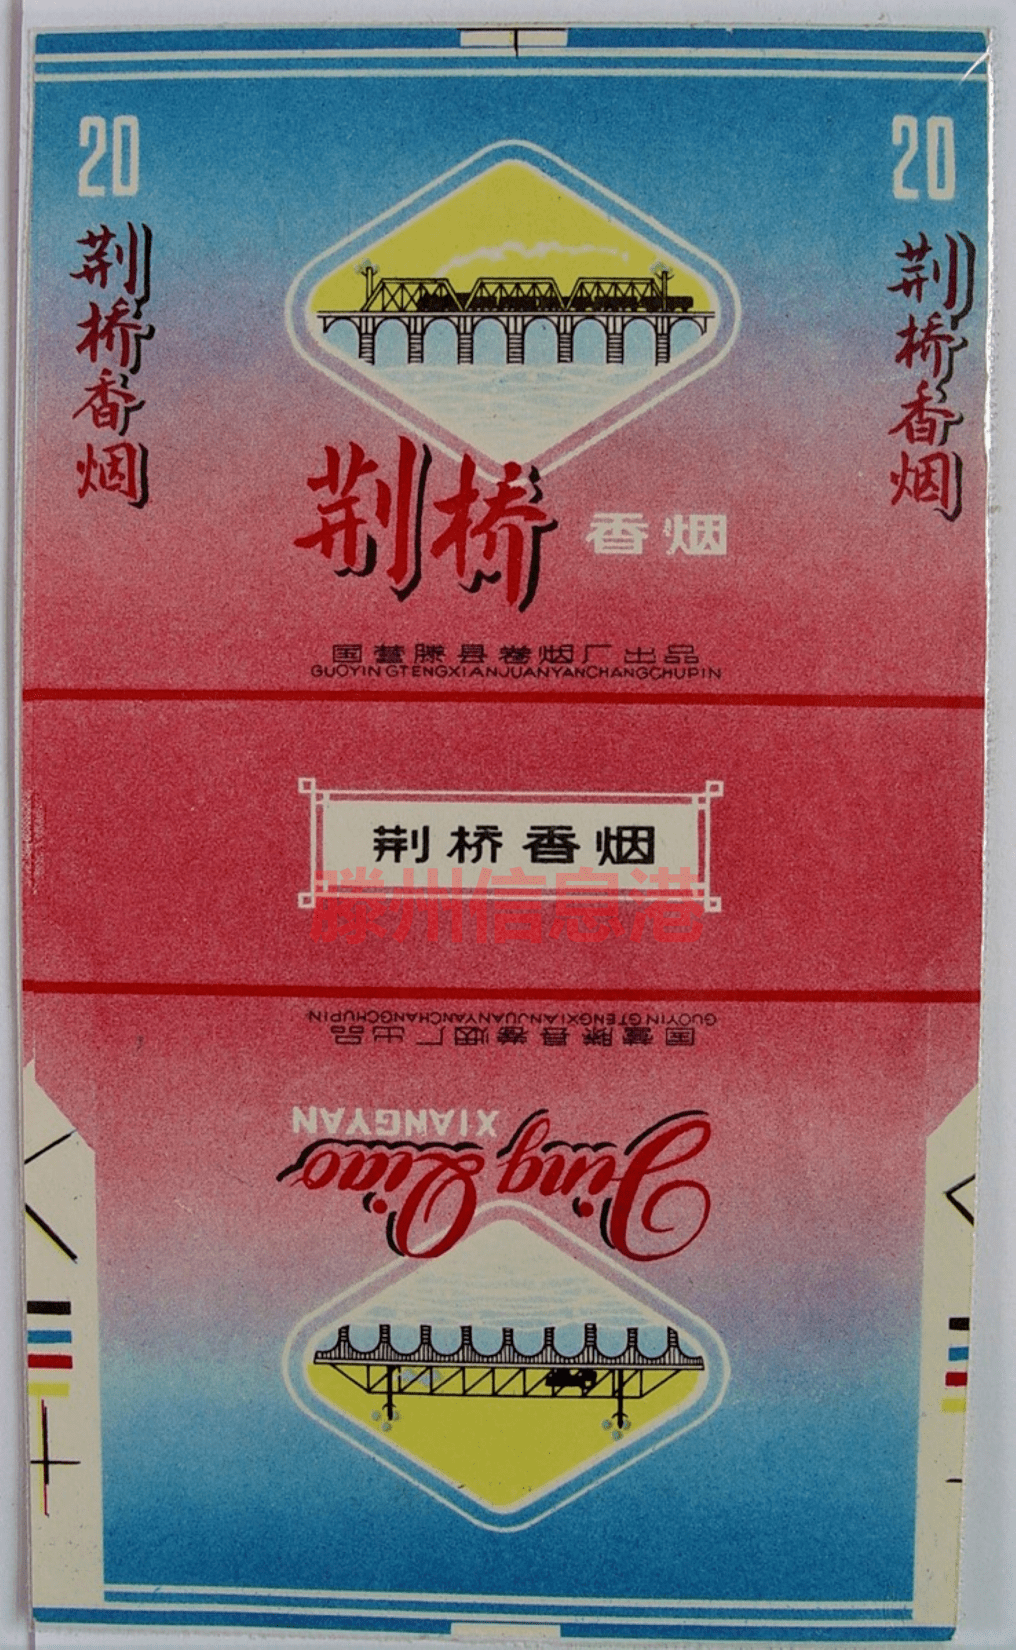 20
荆桥香烟
20
荆桥香烟
荆桥
香烟
国营滕县卷烟厂出品
GUOYINGTENGXIANJUANYANCHANGCHUPIN
荆桥香烟
滕州信息港
GUOYINGTENGXIANJUANYANCHANGCHUPIN
国营滕县卷烟厂出品
XIANGYAN
Jing Qiao